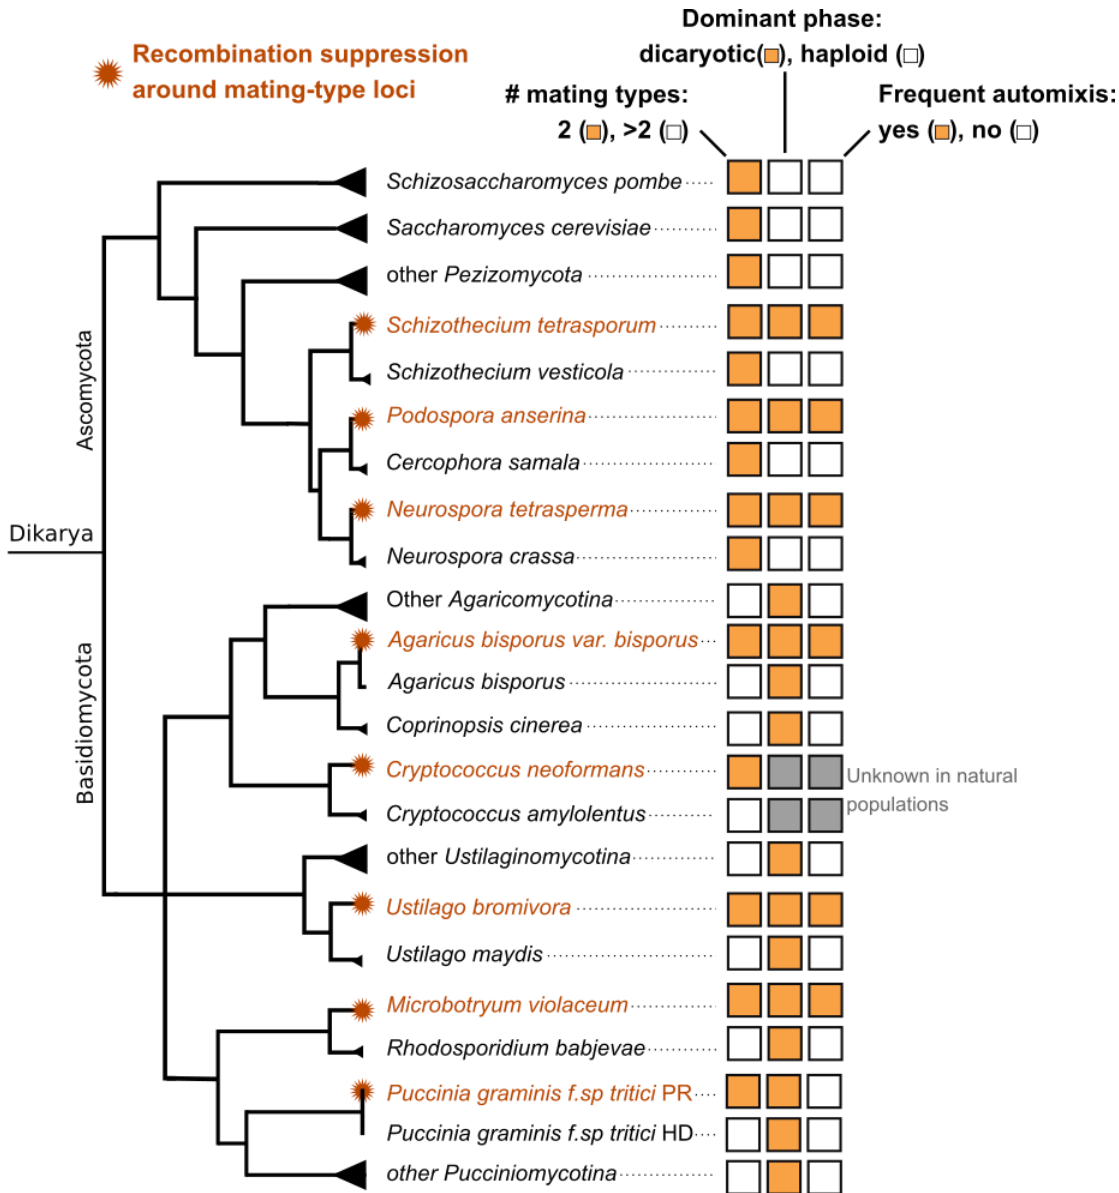 Dominant phase:
dicaryotic(), haploid ()
Recombination suppression
around mating-type loci
# mating types:
2 (), >2 ()
Frequent automixis:
yes (), no ()
Schizosaccharomyces pombe
Saccharomyces cerevisiae
other Pezizomycota
Schizothecium tetrasporum
Schizothecium vesticola
Podospora anserina
Cercophora samala
Neurospora tetrasperma
Neurospora crassa
Other Agaricomycotina
Agaricus bisporus var. bisporus
Agaricus bisporus
Coprinopsis cinerea
Cryptococcus neoformans
Cryptococcus amylolentus
Unknown in natural
populations
other Ustilaginomycotina
Ustilago bromivora
Ustilago maydis
Microbotryum violaceum
Rhodosporidium babjevae
Puccinia graminis f.sp tritici PR
Puccinia graminis f.sp tritici HD
other Pucciniomycotina
Ascomycota
Dikarya
Basidiomycota